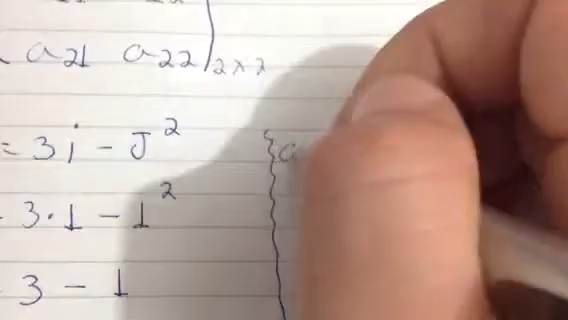 a21 a22 2x2
= 3i - J²
3·1 - 1²
3 - 1